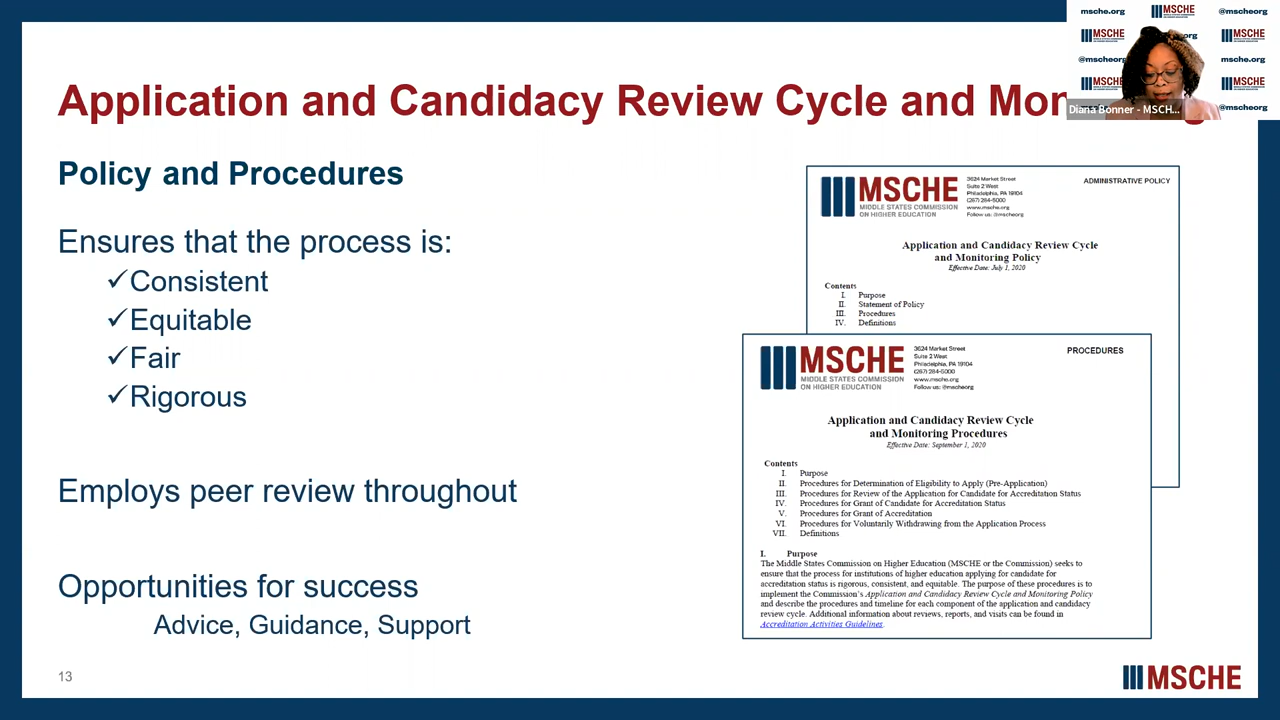 msche.org
MSCHE
@mscheorg
MSCHE
MSCHE
@mscheorg
msche.org
MSCHE
MSCHE
@mscheorg
Diana Bonner - MSCH...
Application and Candidacy Review Cycle and Mon
Policy and Procedures
Ensures that the process is:
✓Consistent
✓Equitable
✓Fair
✓Rigorous
Employs peer review throughout
Opportunities for success
Advice, Guidance, Support
13
MSCHE
MIDDLE STATES COMMISSION
ON HIGHER EDUCATION
3624 Market Street
Suite 2 West
Philadelphia, PA 19104
(267) 284-5000
www.msche.org
Follow us: @mscheorg
ADMINISTRATIVE POLICY
Application and Candidacy Review Cycle
and Monitoring Policy
Effective Date: July 1, 2020
Contents
I. Purpose
II. Statement of Policy
III. Procedures
IV. Definitions
MSCHE
MIDDLE STATES COMMISSION
ON HIGHER EDUCATION
3624 Market Street
Suite 2 West
Philadelphia, PA 19104
(267) 284-5000
www.msche.org
Follow us: @mscheorg
PROCEDURES
Application and Candidacy Review Cycle
and Monitoring Procedures
Effective Date: September 1, 2020
Contents
I. Purpose
II. Procedures for Determination of Eligibility to Apply (Pre-Application)
III. Procedures for Review of the Application for Candidate for Accreditation Status
IV. Procedures for Grant of Candidate for Accreditation Status
V. Procedures for Grant of Accreditation
VI. Procedures for Voluntarily Withdrawing from the Application Process
VII. Definitions
I. Purpose
The Middle States Commission on Higher Education (MSCHE or the Commission) seeks to
ensure that the process for institutions of higher education applying for candidate for
accreditation status is rigorous, consistent, and equitable. The purpose of these procedures is to
implement the Commission's Application and Candidacy Review Cycle and Monitoring Policy
and describe the procedures and timeline for each component of the application and candidacy
review cycle. Additional information about reviews, reports, and visits can be found in
Accreditation Activities Guidelines.
MSCHE